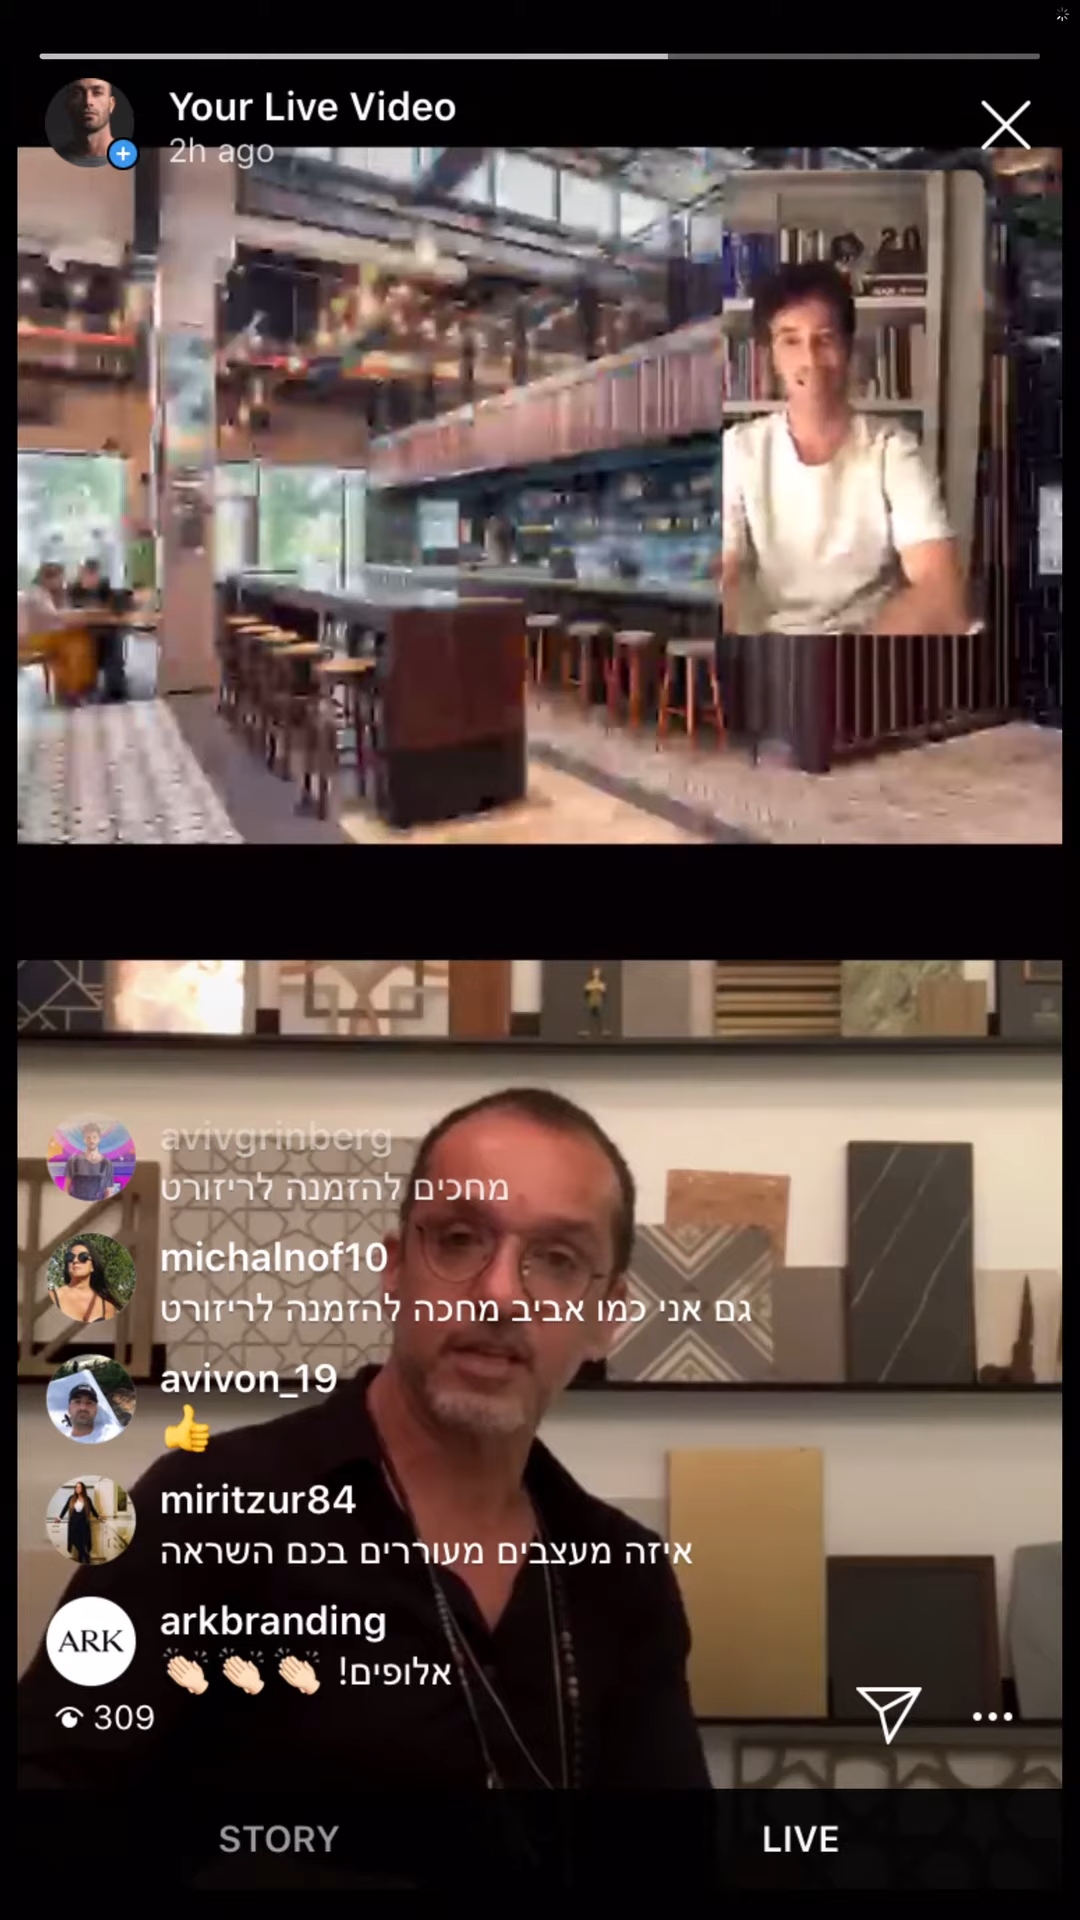 Your Live Video
2h ago
avivgrinberg
מחכים להזמנה לריזורט
michalnof10
גם אני כמו אביב מחכה להזמנה לריזורט
avivon_19
👍
miritzur84
איזה מעצבים מעוררים בכם השראה
arkbranding
ARK
אלופים! 👏🏻 👏🏻 👏🏻
309
STORY
LIVE